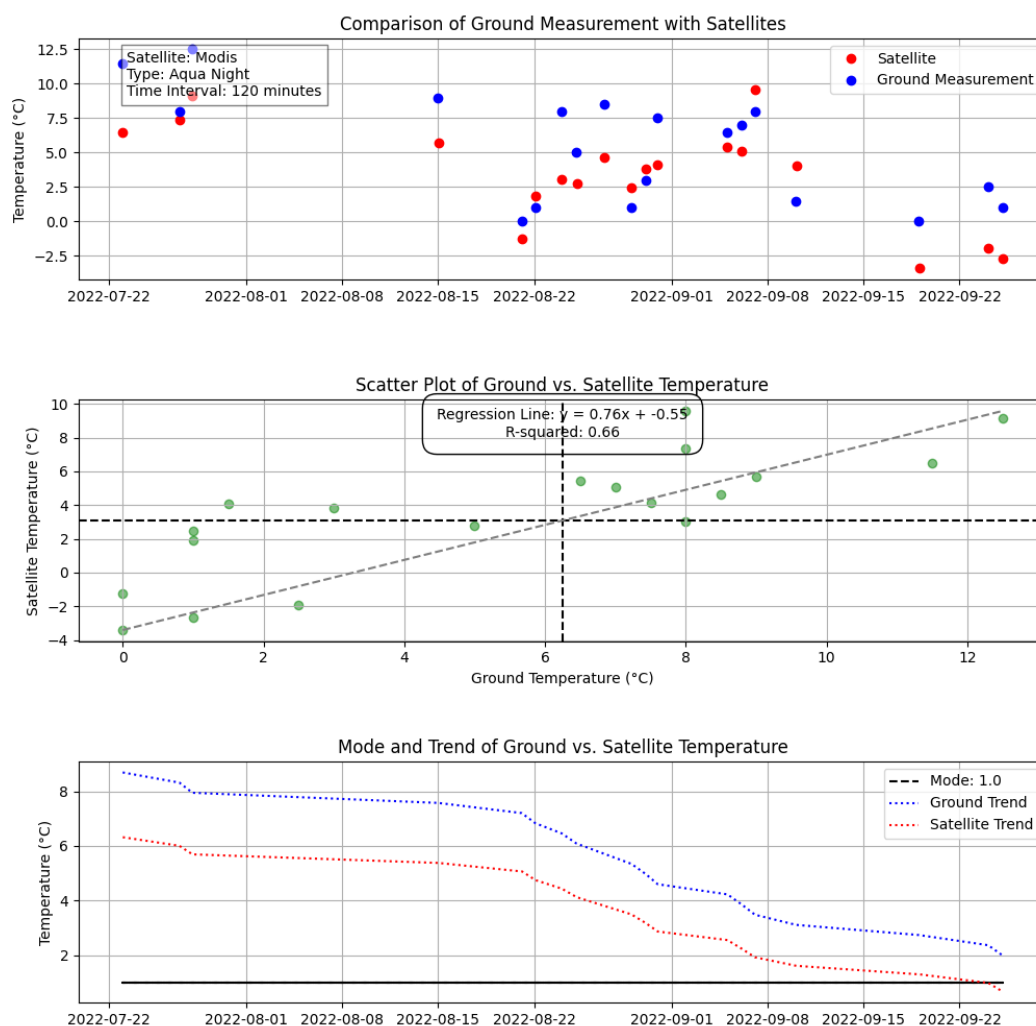 Comparison of Ground Measurement with Satellites
Temperature (°C)
12.5
10.0
7.5
5.0
2.5
0.0
−2.5
Satellite: Modis
Type: Aqua Night
Time Interval: 120 minutes
Satellite
Ground Measurement
2022-07-22
2022-08-01
2022-08-08
2022-08-15
2022-08-22
2022-09-01
2022-09-08
2022-09-15
2022-09-22
Scatter Plot of Ground vs. Satellite Temperature
Satellite Temperature (°C)
10
8
6
4
2
0
−2
−4
Regression Line: y = 0.76x + -0.55
R-squared: 0.66
0
2
4
6
8
10
12
Ground Temperature (°C)
Mode and Trend of Ground vs. Satellite Temperature
Temperature (°C)
8
6
4
2
Mode: 1.0
Ground Trend
Satellite Trend
2022-07-22
2022-08-01
2022-08-08
2022-08-15
2022-08-22
2022-09-01
2022-09-08
2022-09-15
2022-09-22